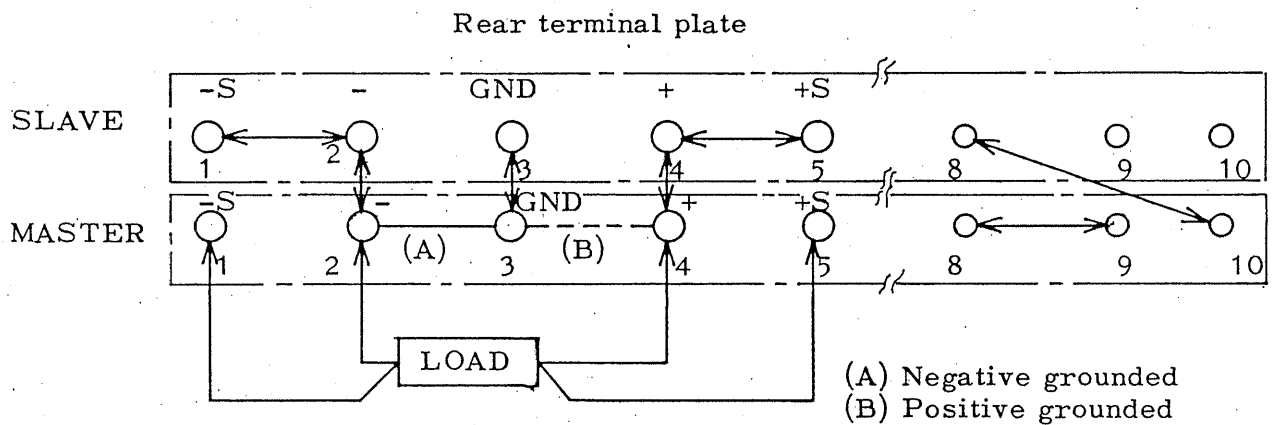 Rear terminal plate
-S - GND + +S
SLAVE
1 2 3 4 5 8 9 10
-S - GND + +S
MASTER
(A) (B)
1 2 3 4 5 8 9 10
LOAD
(A) Negative grounded
(B) Positive grounded